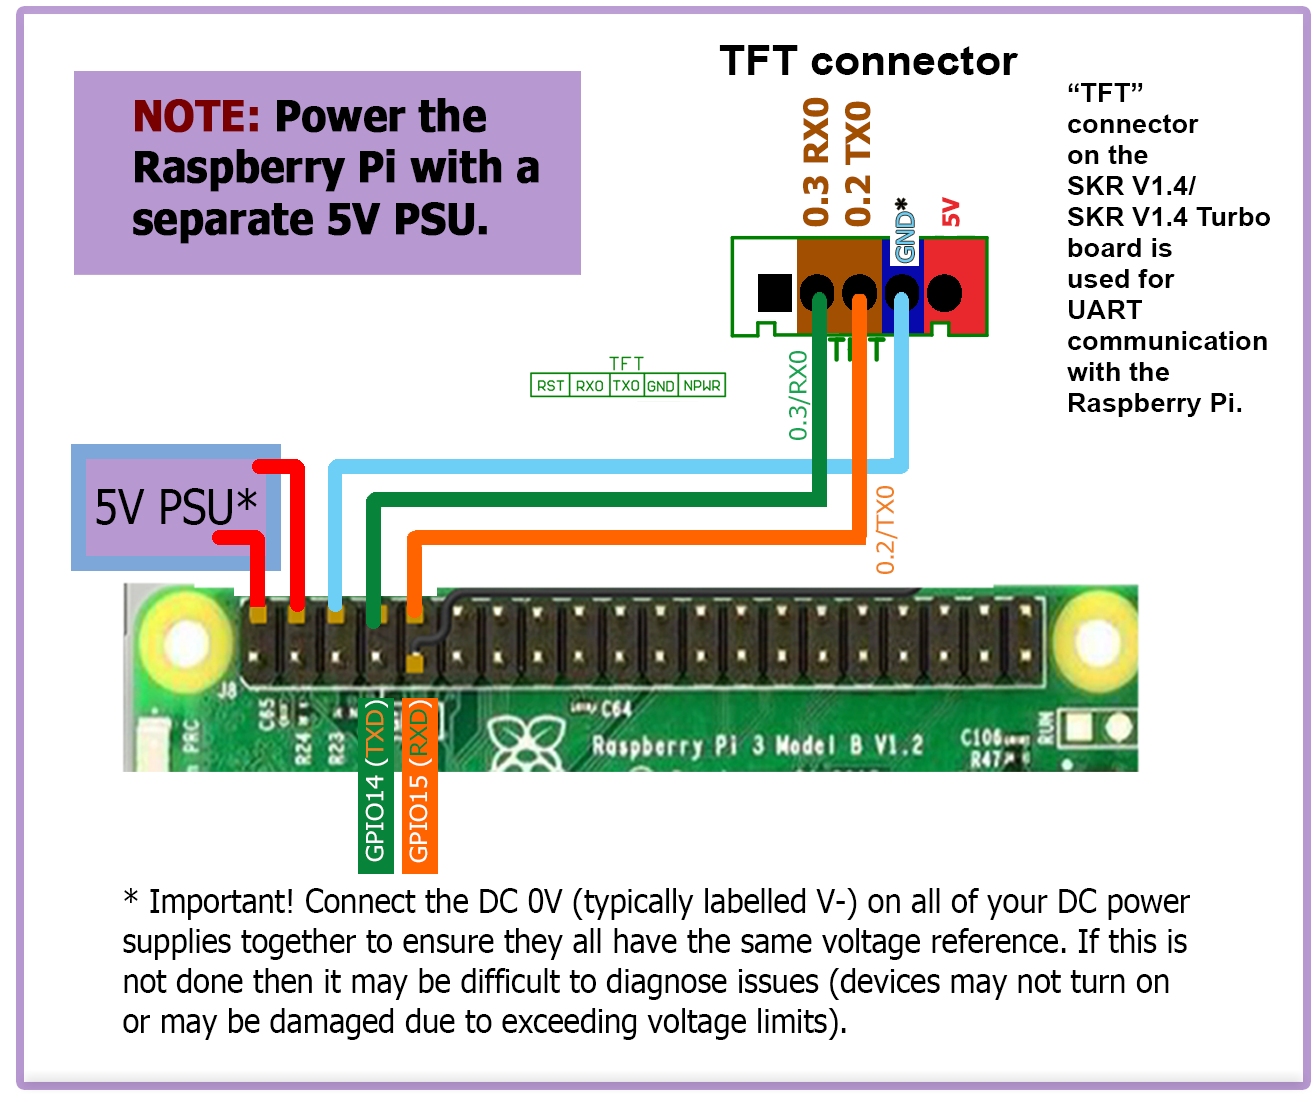 TFT connector
NOTE: Power the
Raspberry Pi with a
separate 5V PSU.
0.3 RX0
0.2 TX0
GND*
5V
“TFT”
connector
on the
SKR V1.4/
SKR V1.4 Turbo
board is
used for
UART
communication
with the
Raspberry Pi.
TFT
TFT
RST RX0 TX0 GND NPWR
0.3/RX0
0.2/TX0
5V PSU*
J8
C65
R24
R23
PRC
C64
Raspberry Pi 3 Model B V1.2
C106
R47
RUN
GPIO14 (TXD)
GPIO15 (RXD)
* Important! Connect the DC 0V (typically labelled V-) on all of your DC power
supplies together to ensure they all have the same voltage reference. If this is
not done then it may be difficult to diagnose issues (devices may not turn on
or may be damaged due to exceeding voltage limits).